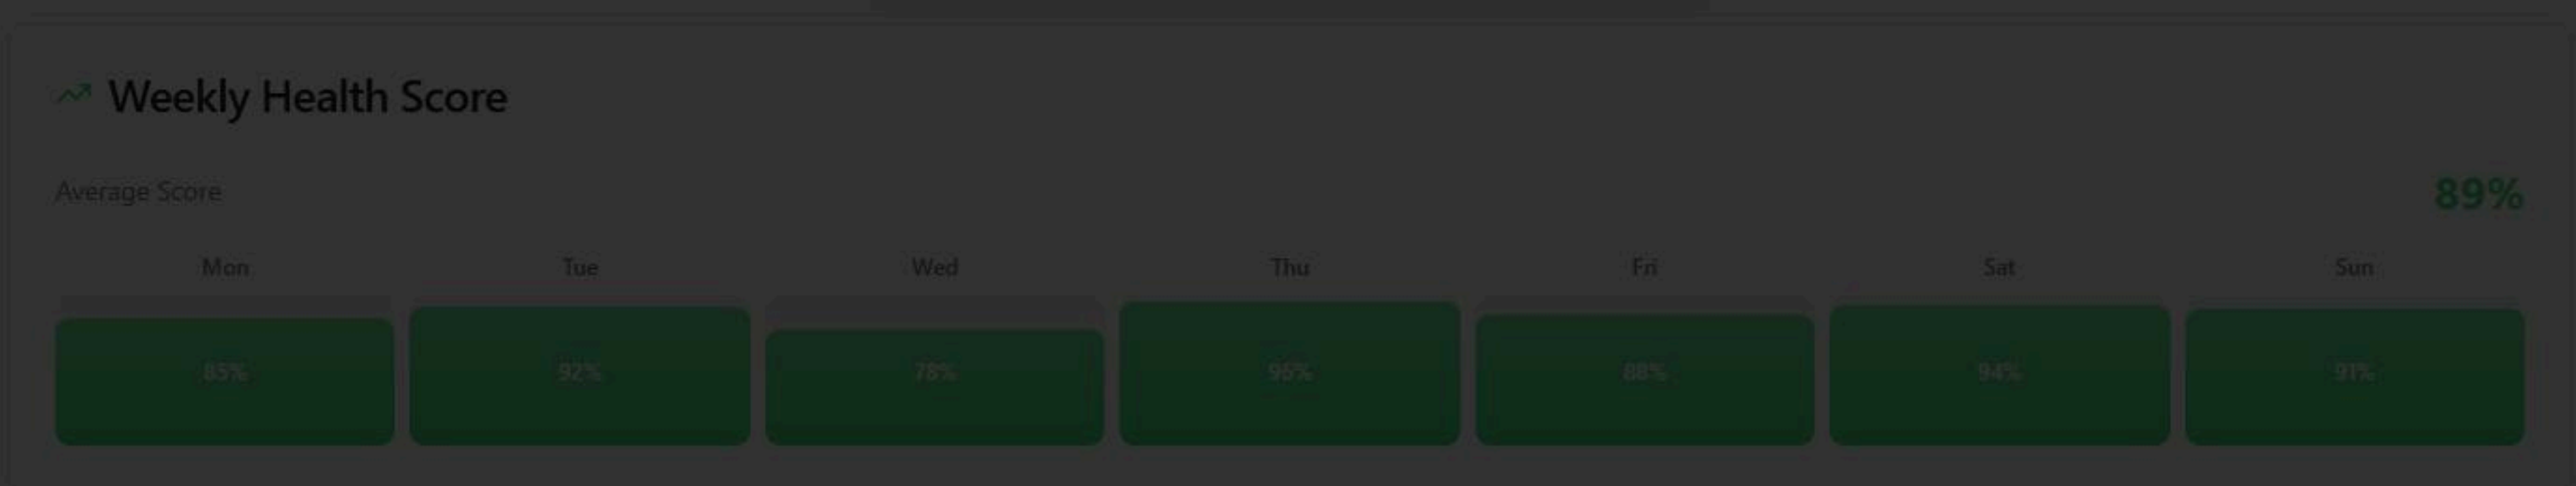 Weekly Health Score
Average Score
89%
Mon Tue Wed Thu Fri Sat Sun
85% 92% 78% 96% 88% 94% 91%